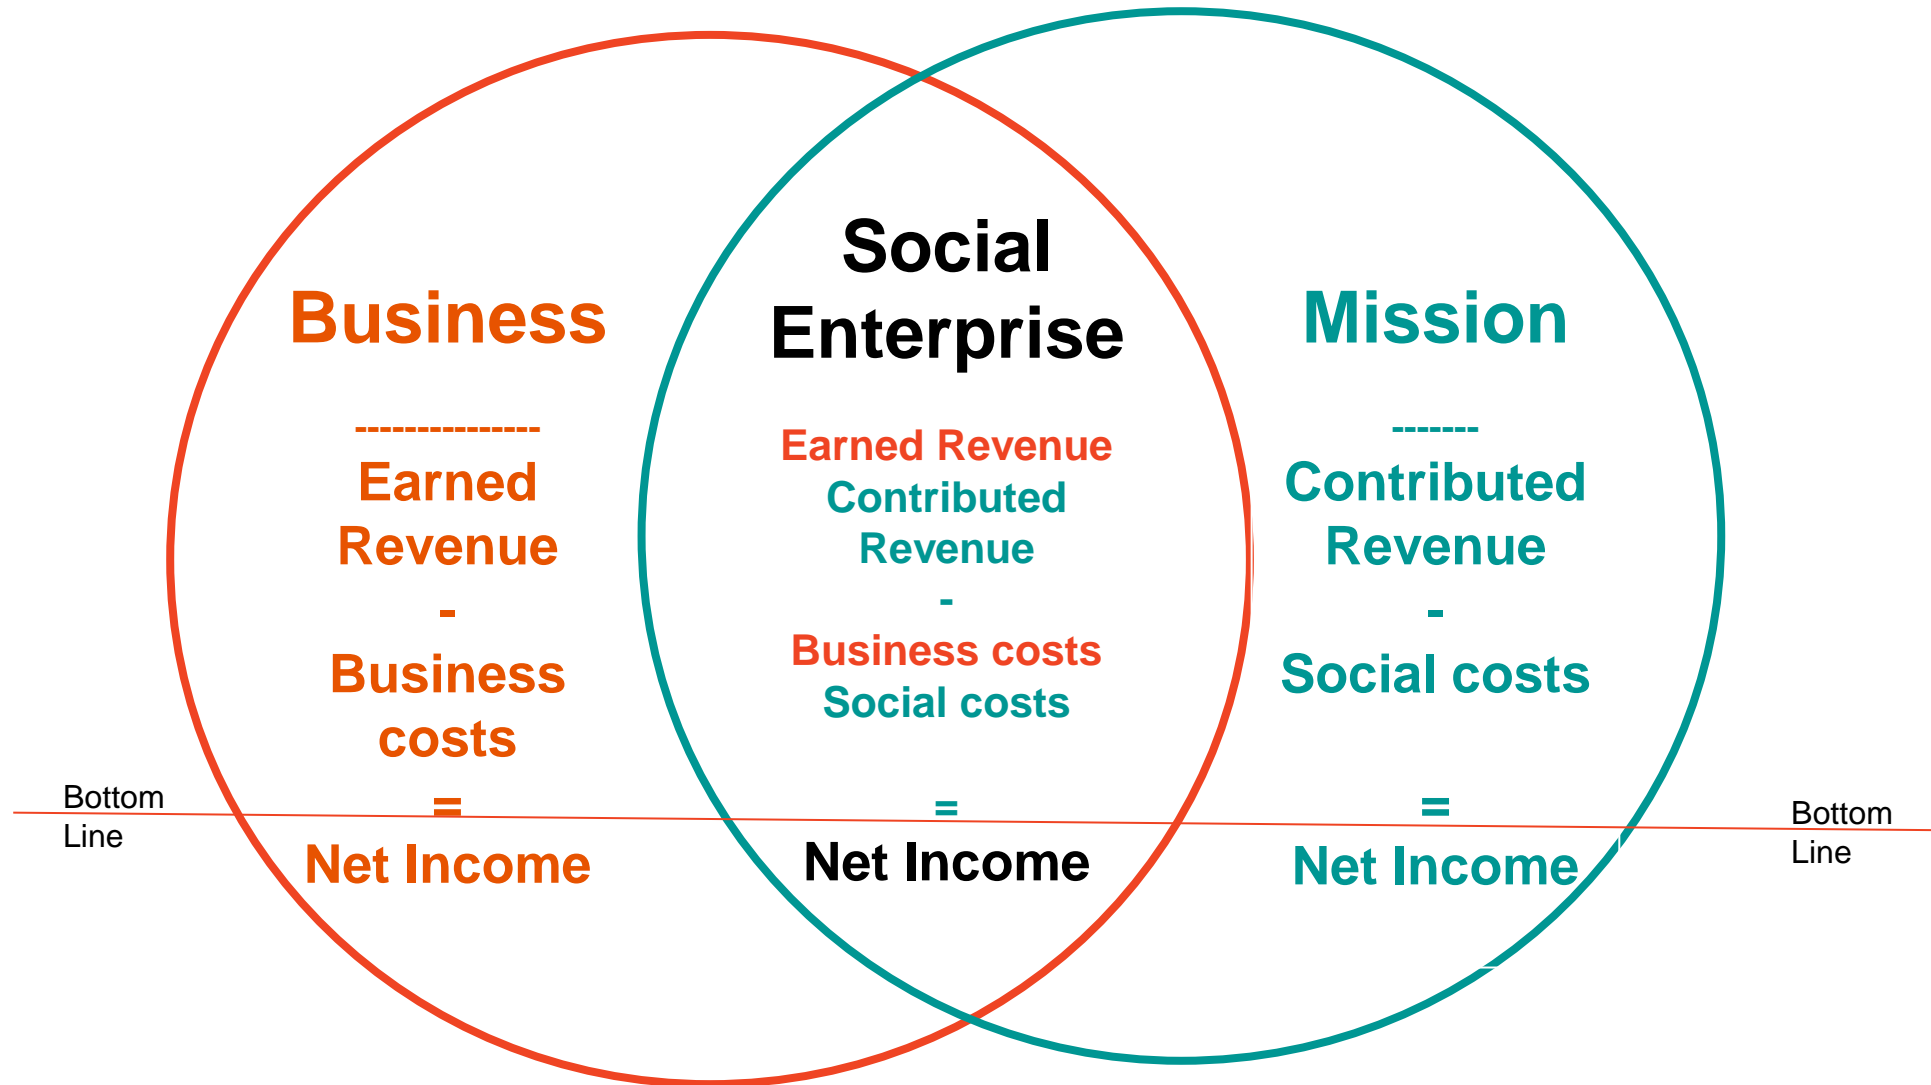 Business
---------------
Earned
Revenue
-
Business
costs
=
Net Income
Social
Enterprise
Earned Revenue
Contributed
Revenue
-
Business costs
Social costs
=
Net Income
Mission
-------
Contributed
Revenue
-
Social costs
=
Net Income
Bottom
Line
Bottom
Line